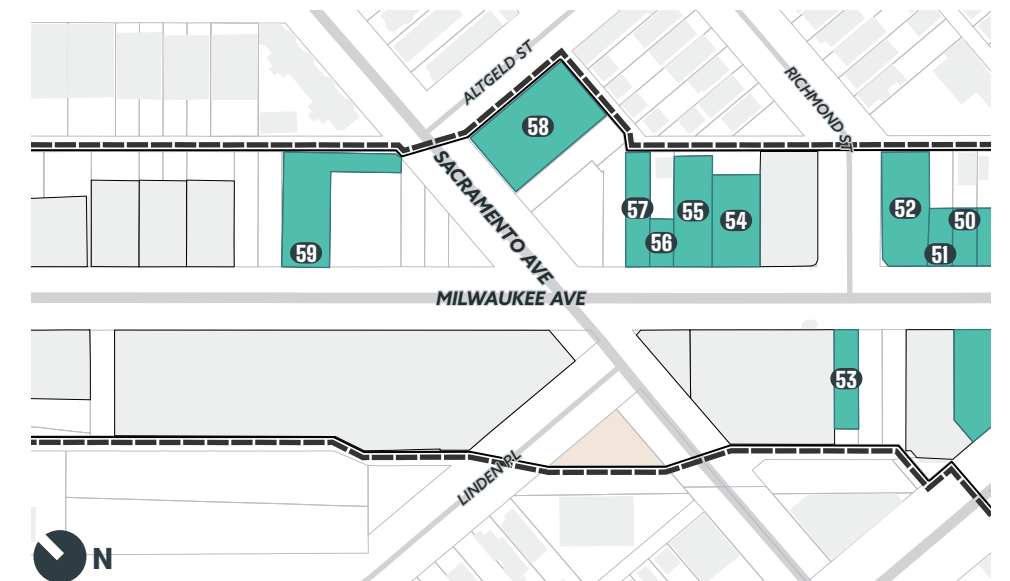 ALTGELD ST
RICHMOND ST
58
SACRAMENTO AVE
57
56
55
54
52
50
51
59
MILWAUKEE AVE
53
LINDEN PL
N